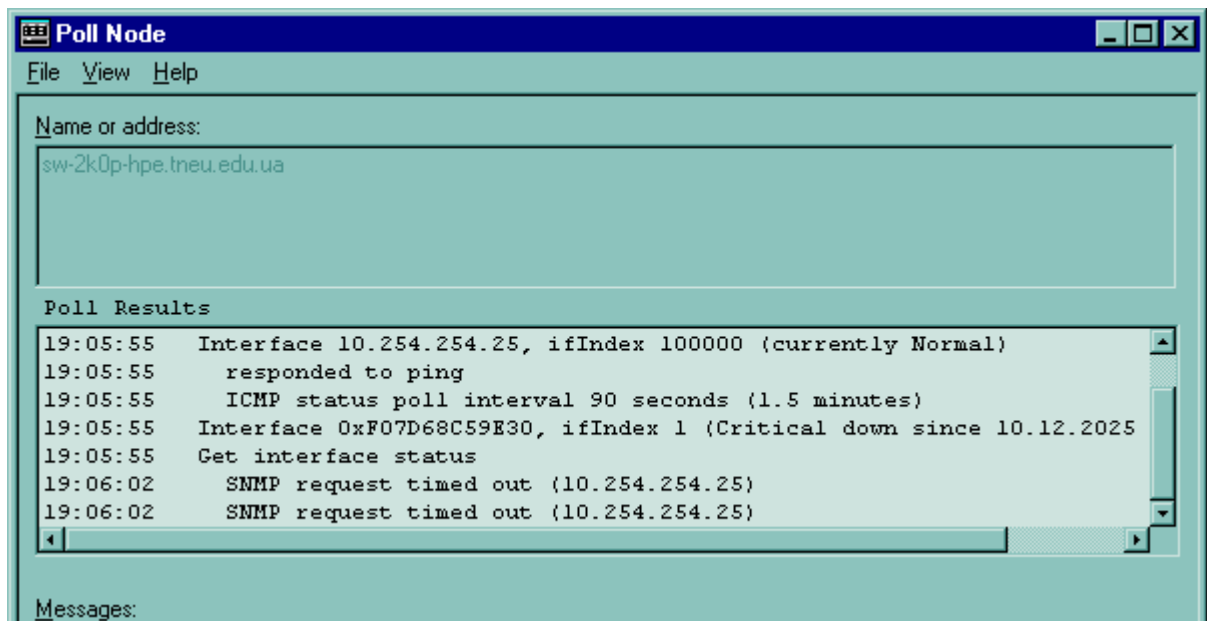 Poll Node
File View Help
Name or address:
sw-2k0p-hpe.tneu.edu.ua
Poll Results
19:05:55 Interface 10.254.254.25, ifIndex 100000 (currently Normal)
19:05:55 responded to ping
19:05:55 ICMP status poll interval 90 seconds (1.5 minutes)
19:05:55 Interface 0xF07D68C59E30, ifIndex 1 (Critical down since 10.12.2025
19:05:55 Get interface status
19:06:02 SNMP request timed out (10.254.254.25)
19:06:02 SNMP request timed out (10.254.254.25)
Messages: